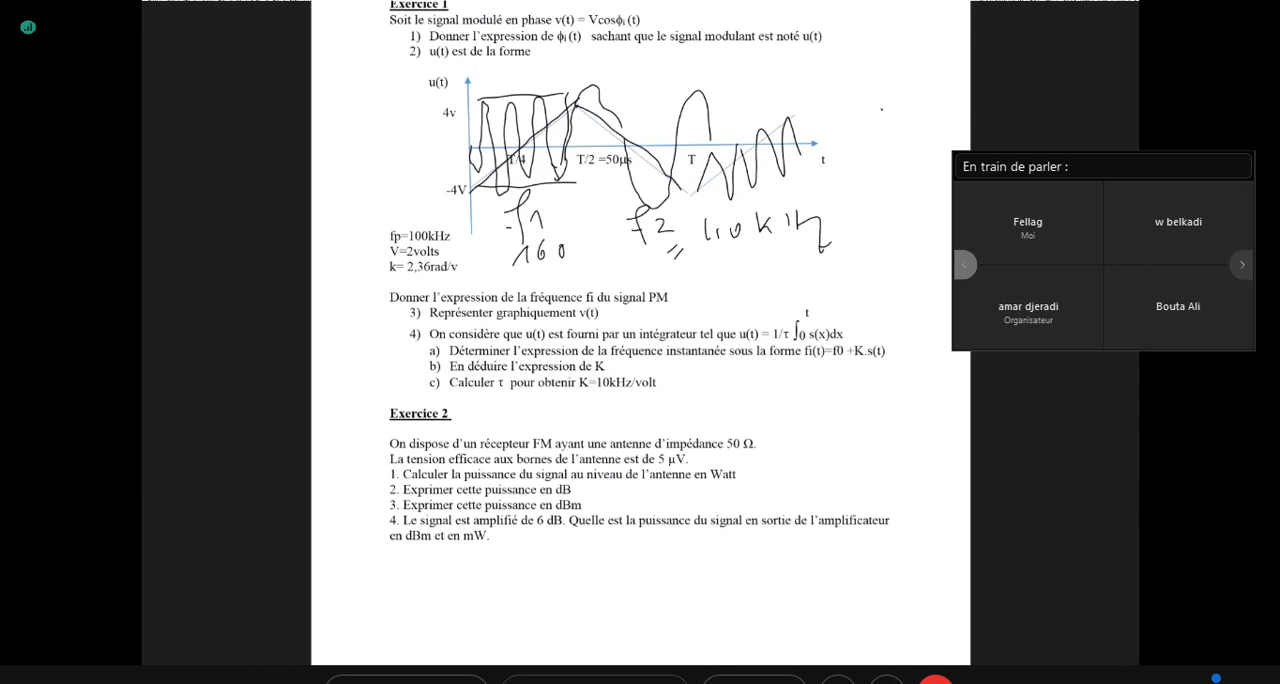 Exercice 1
Soit le signal modulé en phase v(t) = Vcosϕi (t)
1) Donner l'expression de ϕi (t) sachant que le signal modulant est noté u(t)
2) u(t) est de la forme
u(t)
4v
T/4
T/2 =50µs
T
t
-4V
f1
160
f2
fp=100kHz
V=2volts
k= 2,36rad/v
Donner l'expression de la fréquence fi du signal PM
3) Représenter graphiquement v(t)
4) On considère que u(t) est fourni par un intégrateur tel que u(t) = 1/τ ∫0 t s(x)dx
a) Déterminer l'expression de la fréquence instantanée sous la forme fi(t)=f0 +K.s(t)
b) En déduire l'expression de K
c) Calculer τ pour obtenir K=10kHz/volt
Exercice 2
On dispose d'un récepteur FM ayant une antenne d'impédance 50 Ω.
La tension efficace aux bornes de l'antenne est de 5 µV.
1. Calculer la puissance du signal au niveau de l'antenne en Watt
2. Exprimer cette puissance en dB
3. Exprimer cette puissance en dBm
4. Le signal est amplifié de 6 dB. Quelle est la puissance du signal en sortie de l'amplificateur
en dBm et en mW.
En train de parler :
Fellag
Moi
w belkadi
amar djeradi
Organisateur
Bouta Ali